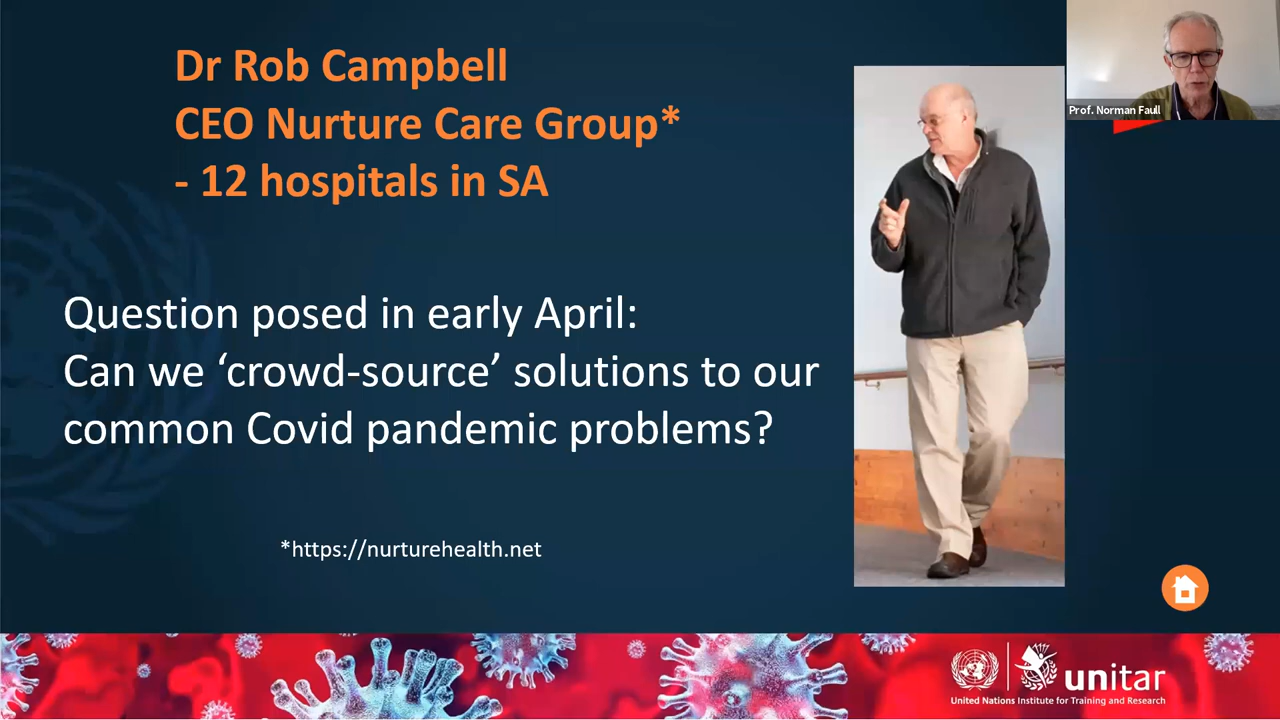 Dr Rob Campbell
CEO Nurture Care Group*
- 12 hospitals in SA
Prof. Norman Faull
Question posed in early April:
Can we ‘crowd-source’ solutions to our
common Covid pandemic problems?
*https://nurturehealth.net
unitar
United Nations Institute for Training and Research